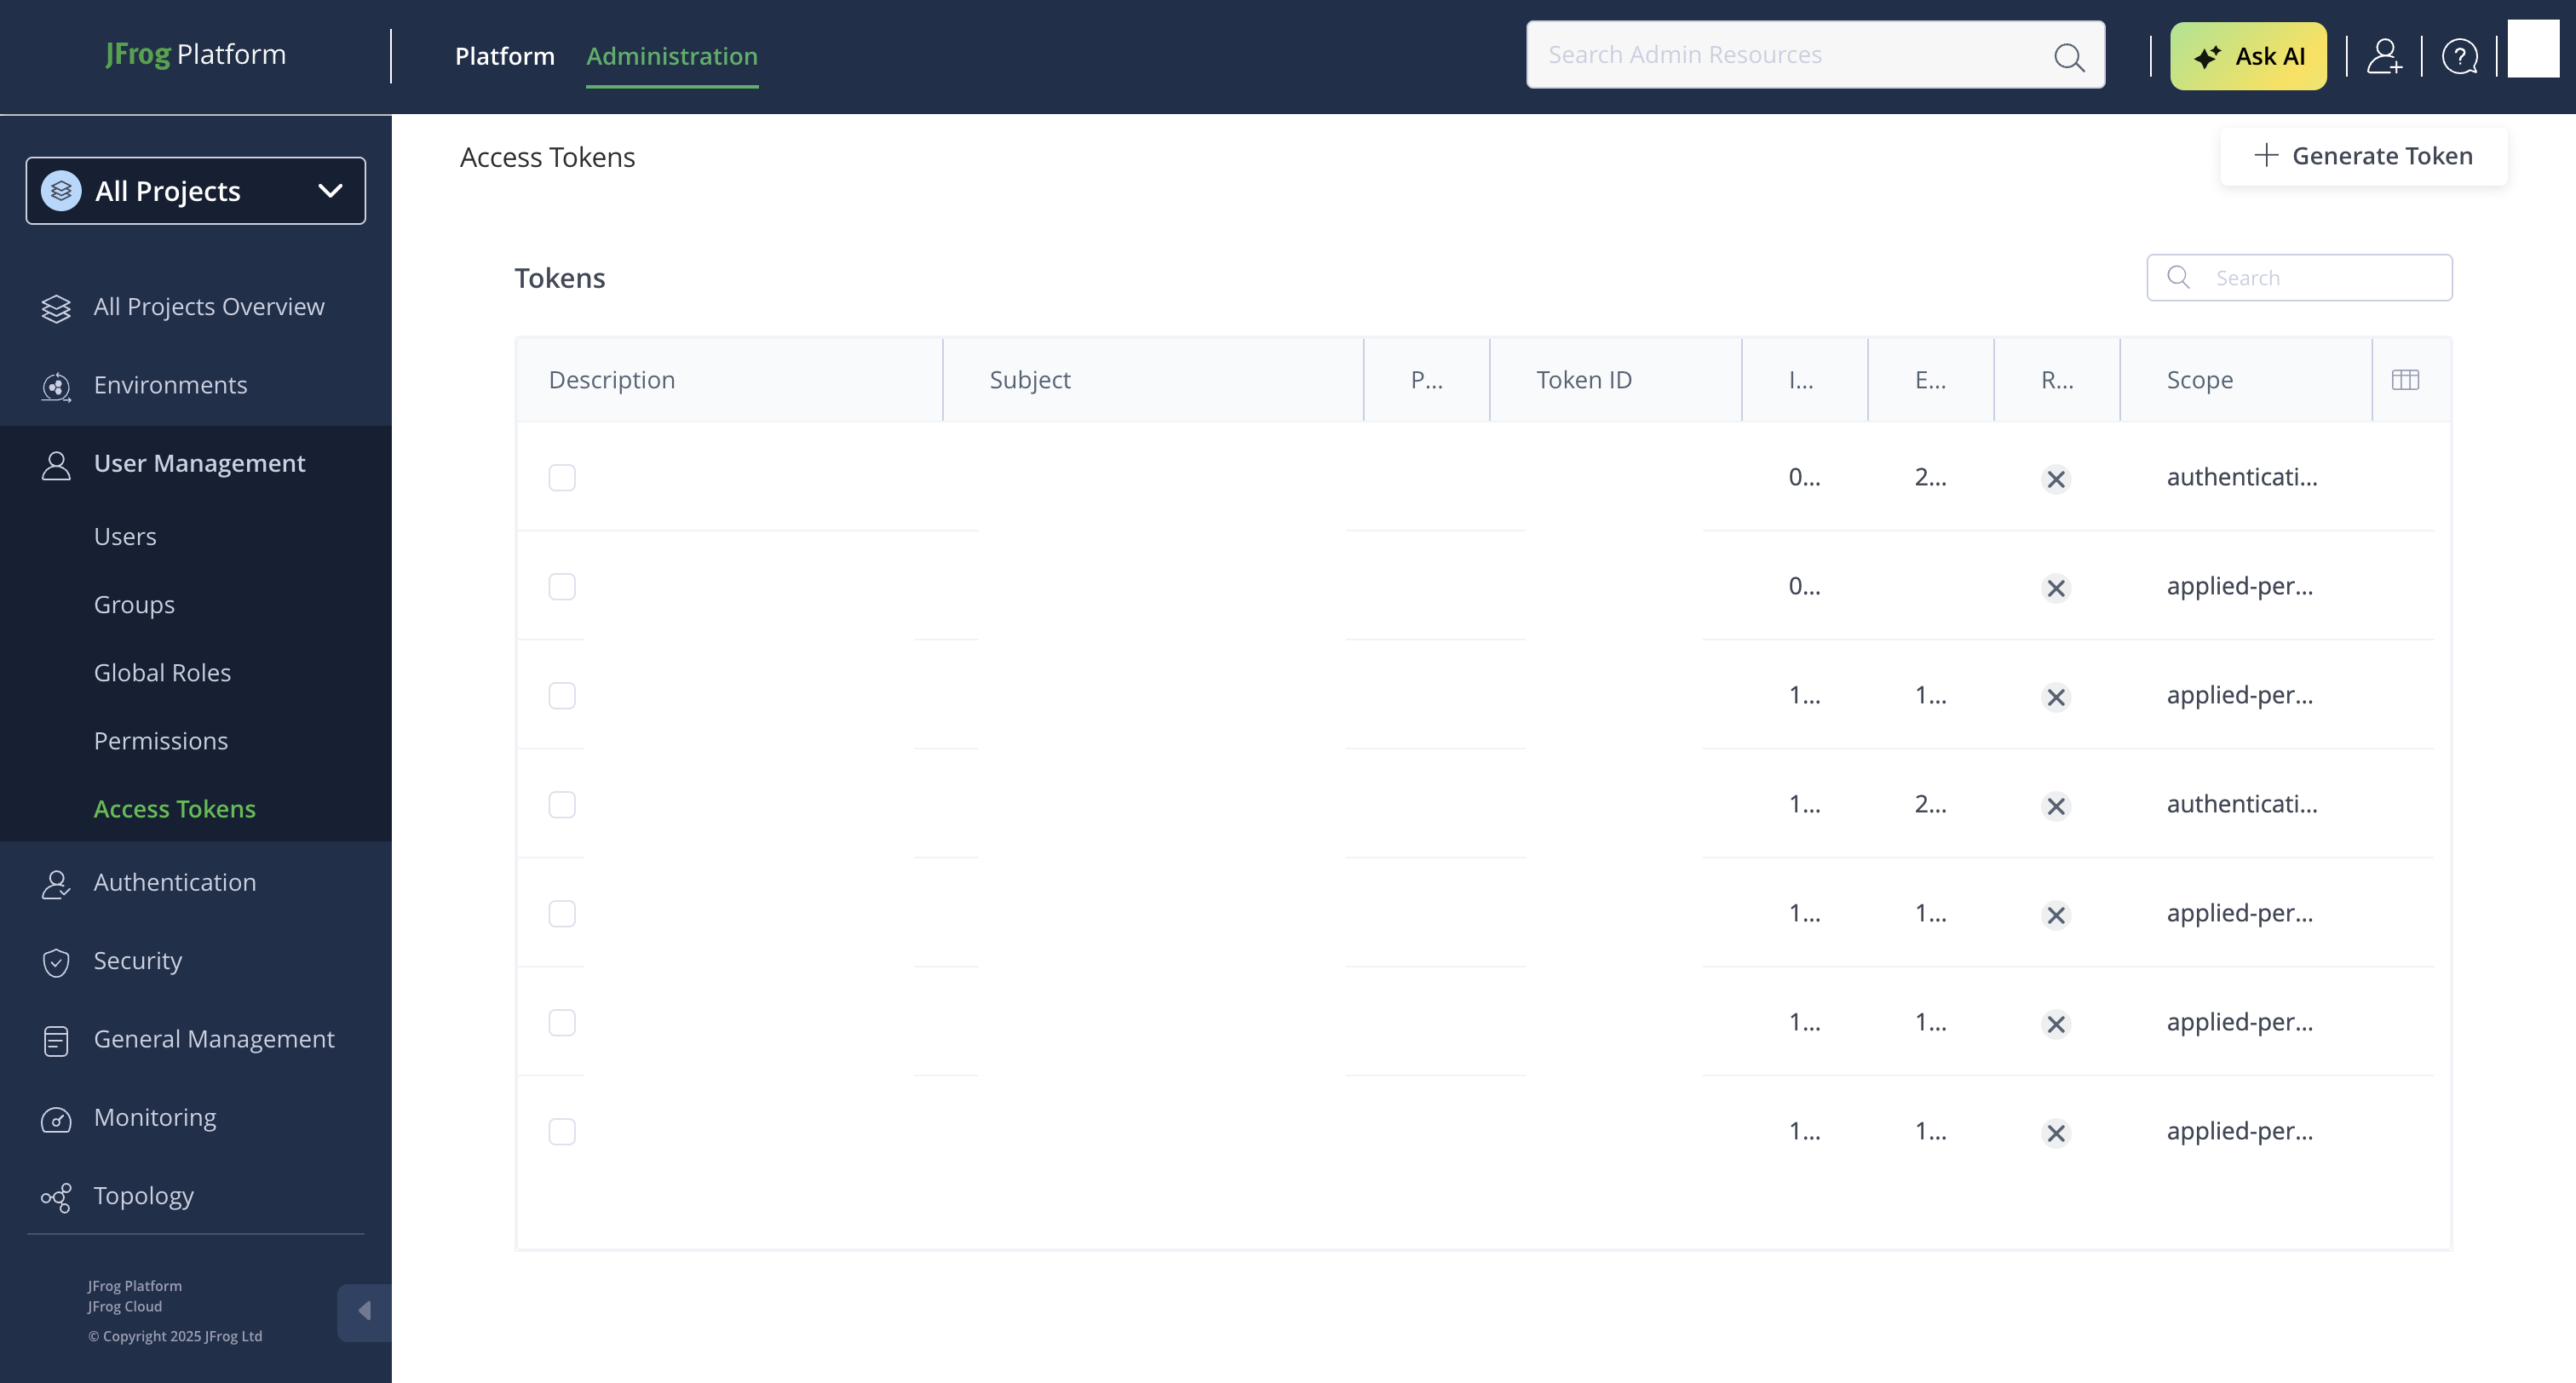 JFrog Platform
Platform
Administration
Search Admin Resources
Ask AI
All Projects
All Projects Overview
Environments
User Management
Users
Groups
Global Roles
Permissions
Access Tokens
Authentication
Security
General Management
Monitoring
Topology
JFrog Platform
JFrog Cloud
© Copyright 2025 JFrog Ltd
Access Tokens
Generate Token
Tokens
Search
Description Subject P... Token ID I... E... R... Scope
0... 2... authenticati...
0... applied-per...
1... 1... applied-per...
1... 2... authenticati...
1... 1... applied-per...
1... 1... applied-per...
1... 1... applied-per...